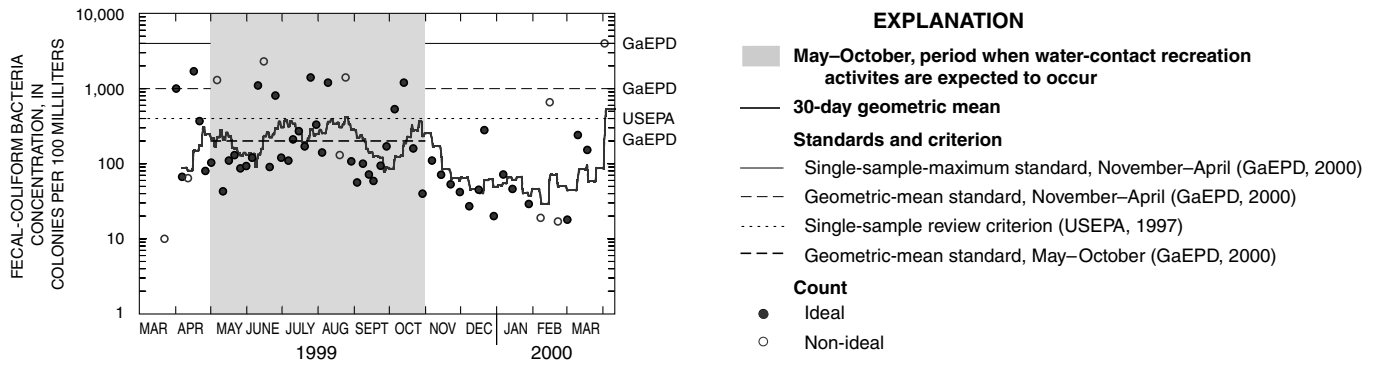 FECAL-COLIFORM BACTERIA
CONCENTRATION, IN
COLONIES PER 100 MILLILITERS
10,000
1,000
100
10
1
GaEPD
GaEPD
USEPA
GaEPD
MAR APR MAY JUNE JULY AUG SEPT OCT NOV DEC JAN FEB MAR
1999 2000
EXPLANATION
May–October, period when water-contact recreation
activites are expected to occur
30-day geometric mean
Standards and criterion
Single-sample-maximum standard, November–April (GaEPD, 2000)
Geometric-mean standard, November–April (GaEPD, 2000)
Single-sample review criterion (USEPA, 1997)
Geometric-mean standard, May–October (GaEPD, 2000)
Count
Ideal
Non-ideal